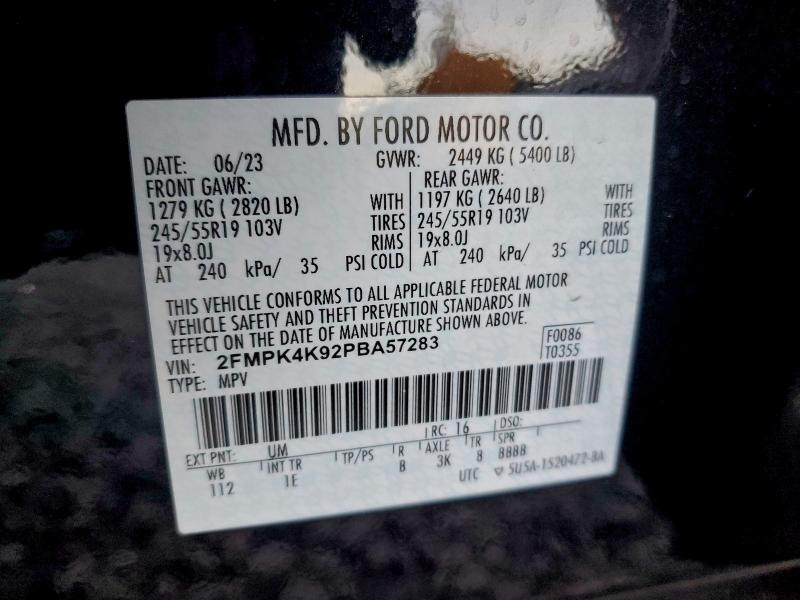 MFD. BY FORD MOTOR CO.
DATE: 06/23 GVWR: 2449 KG ( 5400 LB)
FRONT GAWR: REAR GAWR:
1279 KG ( 2820 LB) WITH 1197 KG ( 2640 LB) WITH
245/55R19 103V TIRES 245/55R19 103V TIRES
19x8.0J RIMS 19x8.0J RIMS
AT 240 kPa/ 35 PSI COLD AT 240 kPa/ 35 PSI COLD
THIS VEHICLE CONFORMS TO ALL APPLICABLE FEDERAL MOTOR
VEHICLE SAFETY AND THEFT PREVENTION STANDARDS IN
EFFECT ON THE DATE OF MANUFACTURE SHOWN ABOVE.
VIN: 2FMPK4K92PBA57283 F0086
TYPE: MPV T0355
RC: 16 DSO:
EXT PNT: UM
WB INT TR TP/PS R AXLE TR SPR
112 1E B 3K 8 BBBB
UTC ▽ 5U5A-1520472-BA